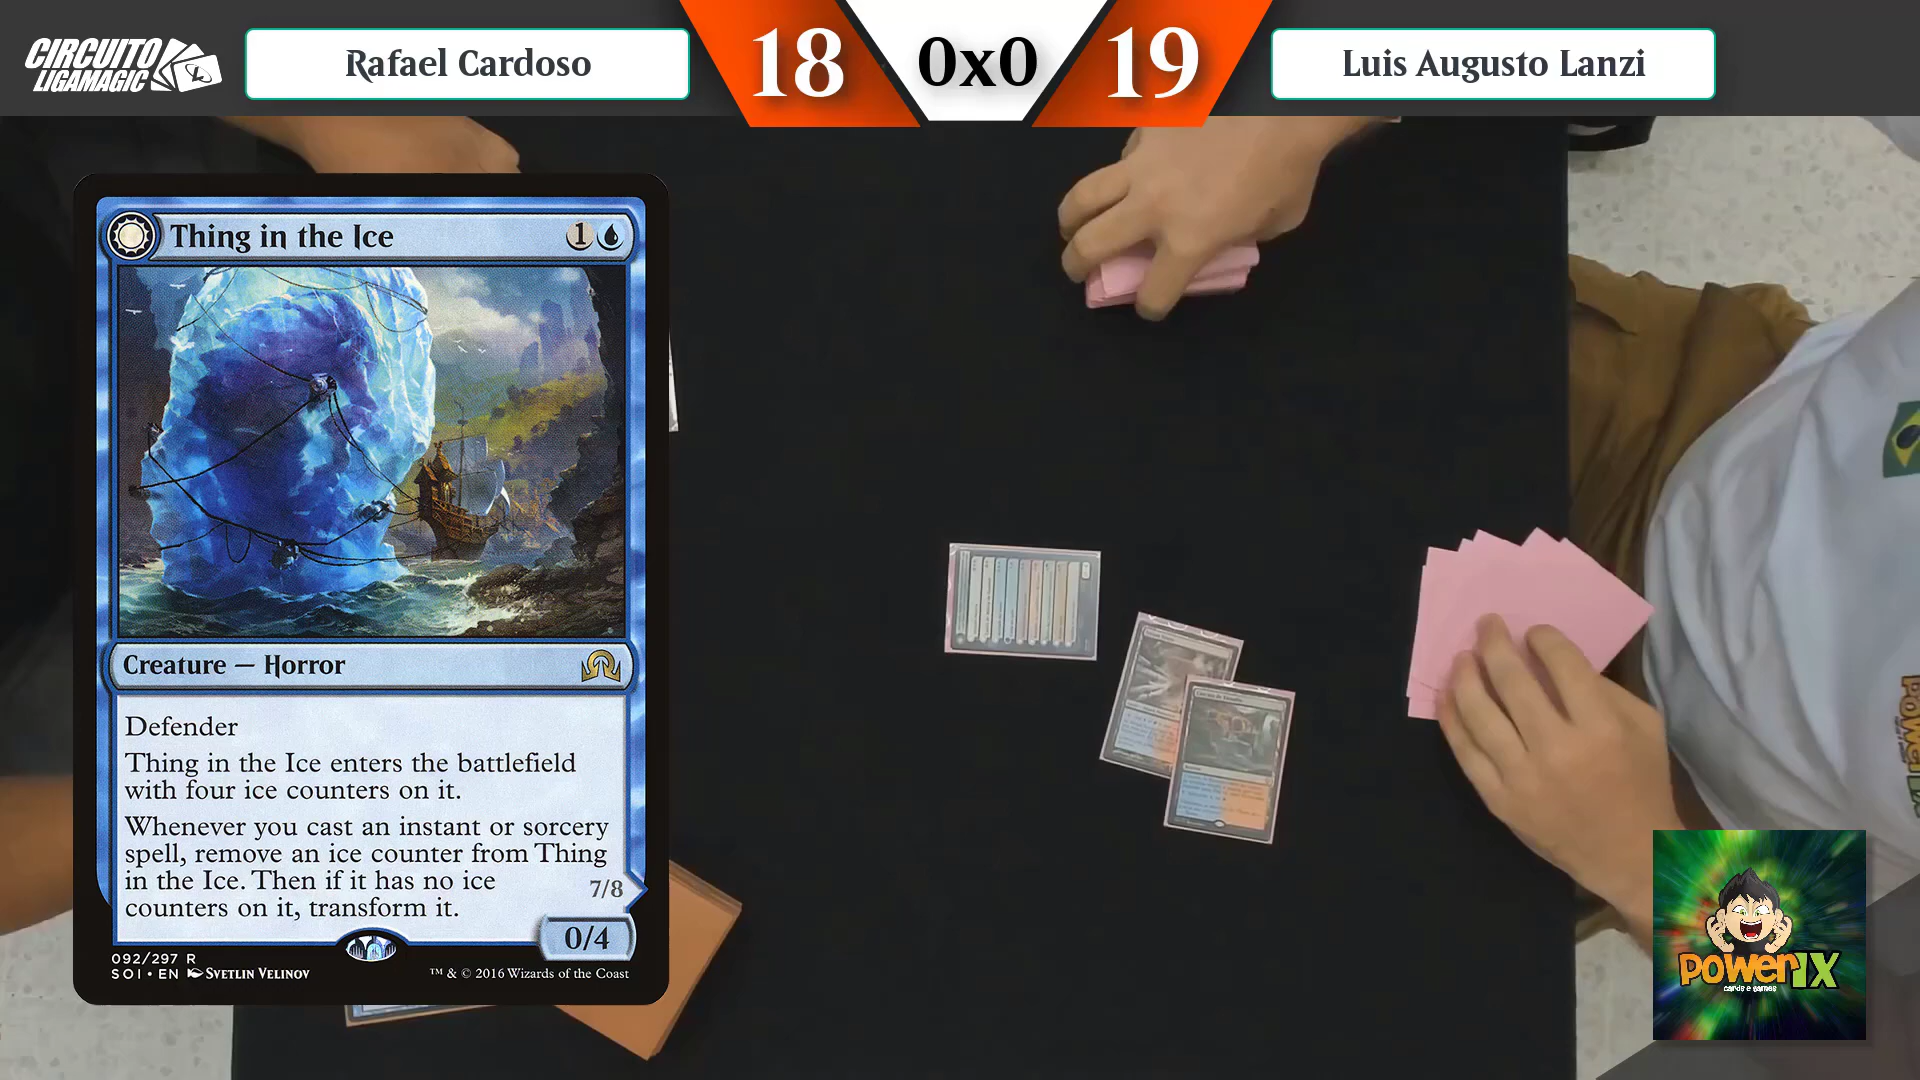 CIRCUITO
LIGAMAGIC
Rafael Cardoso
18
0x0
19
Luis Augusto Lanzi
Thing in the Ice
1
Creature — Horror
Defender
Thing in the Ice enters the battlefield
with four ice counters on it.
Whenever you cast an instant or sorcery
spell, remove an ice counter from Thing
in the Ice. Then if it has no ice
counters on it, transform it.
7/8
0/4
092/297 R
SOI • EN Svetlin Velinov
™ & © 2016 Wizards of the Coast
POWER IX
cards e games